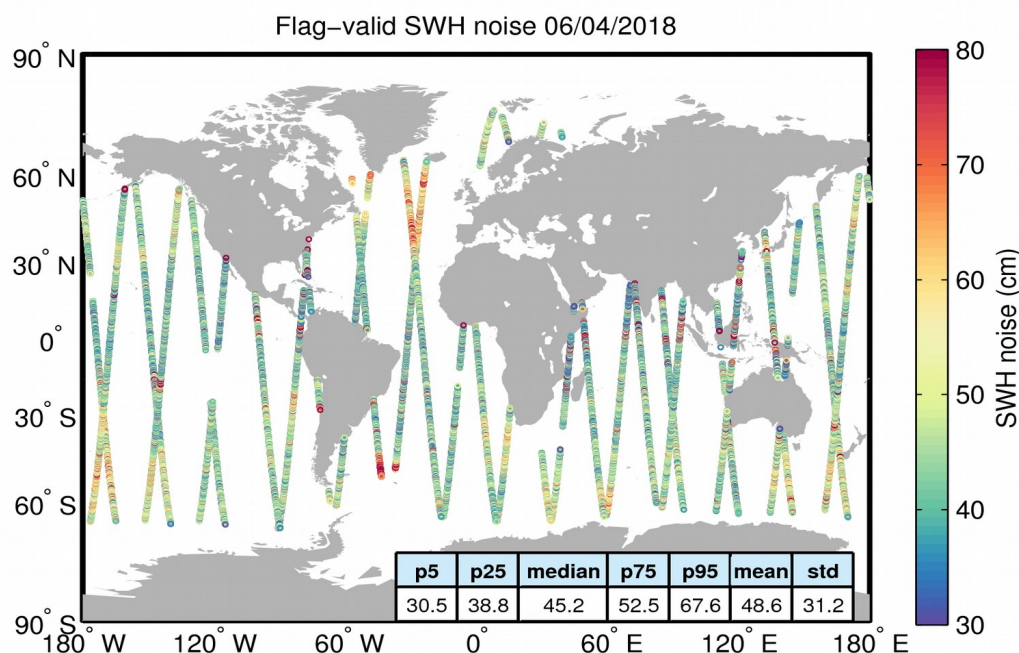 Flag–valid SWH noise 06/04/2018
90° N
60° N
30° N
0°
30° S
60° S
90° S
180° W
120° W
60° W
0°
60° E
120° E
180° E
p5 p25 median p75 p95 mean std
30.5 38.8 45.2 52.5 67.6 48.6 31.2
80
70
60
50
40
30
SWH noise (cm)